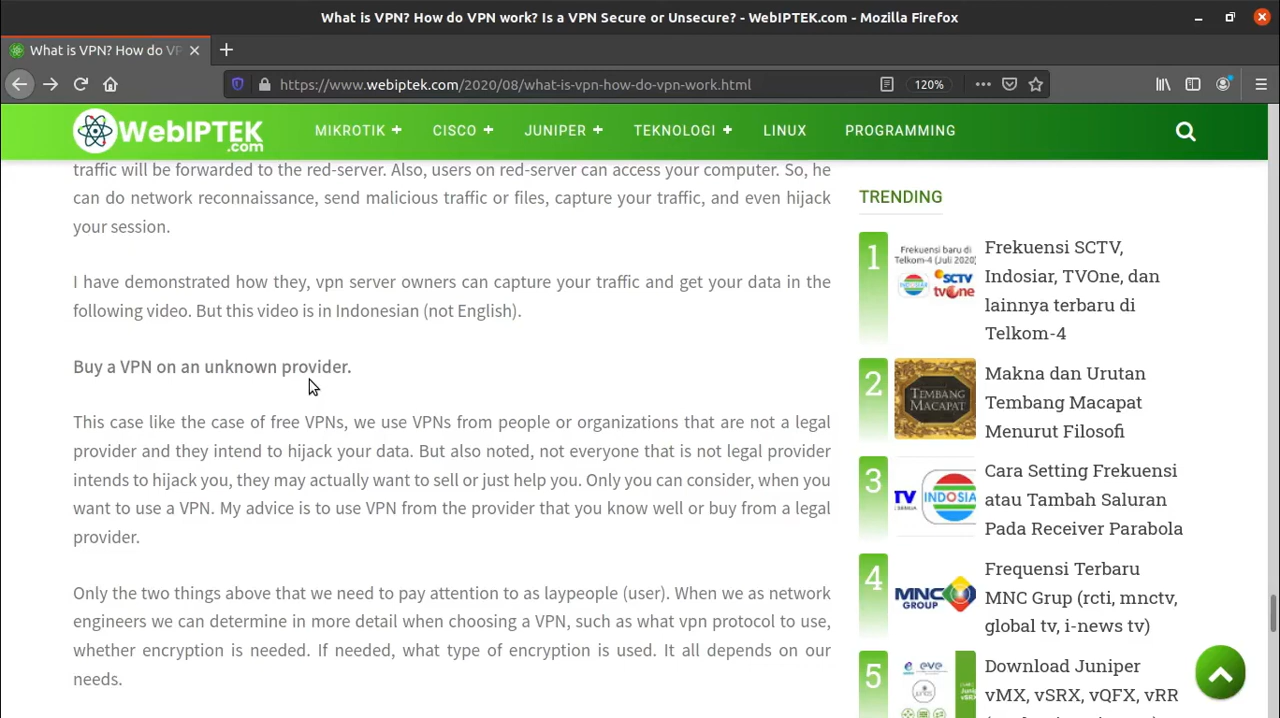 What is VPN? How do VPN work? Is a VPN Secure or Unsecure? - WebIPTEK.com - Mozilla Firefox
What is VPN? How do VP
https://www.webiptek.com/2020/08/what-is-vpn-how-do-vpn-work.html
120%
WebIPTEK
.com
MIKROTIK +
CISCO +
JUNIPER +
TEKNOLOGI +
LINUX
PROGRAMMING
traffic will be forwarded to the red-server. Also, users on red-server can access your computer. So, he
can do network reconnaissance, send malicious traffic or files, capture your traffic, and even hijack
your session.
I have demonstrated how they, vpn server owners can capture your traffic and get your data in the
following video. But this video is in Indonesian (not English).
Buy a VPN on an unknown provider.
This case like the case of free VPNs, we use VPNs from people or organizations that are not a legal
provider and they intend to hijack your data. But also noted, not everyone that is not legal provider
intends to hijack you, they may actually want to sell or just help you. Only you can consider, when you
want to use a VPN. My advice is to use VPN from the provider that you know well or buy from a legal
provider.
Only the two things above that we need to pay attention to as laypeople (user). When we as network
engineers we can determine in more detail when choosing a VPN, such as what vpn protocol to use,
whether encryption is needed. If needed, what type of encryption is used. It all depends on our
needs.
TRENDING
1
Frekuensi baru di
Telkom-4 (Juli 2020)
SCTV
tvOne
Frekuensi SCTV,
Indosiar, TVOne, dan
lainnya terbaru di
Telkom-4
2
TEMBANG
MACAPAT
Makna dan Urutan
Tembang Macapat
Menurut Filosofi
3
TV
INDOSIA
Cara Setting Frekuensi
atau Tambah Saluran
Pada Receiver Parabola
4
MNC
GROUP
Frequensi Terbaru
MNC Grup (rcti, mnctv,
global tv, i-news tv)
5
eve
Download Juniper
vMX, vSRX, vQFX, vRR